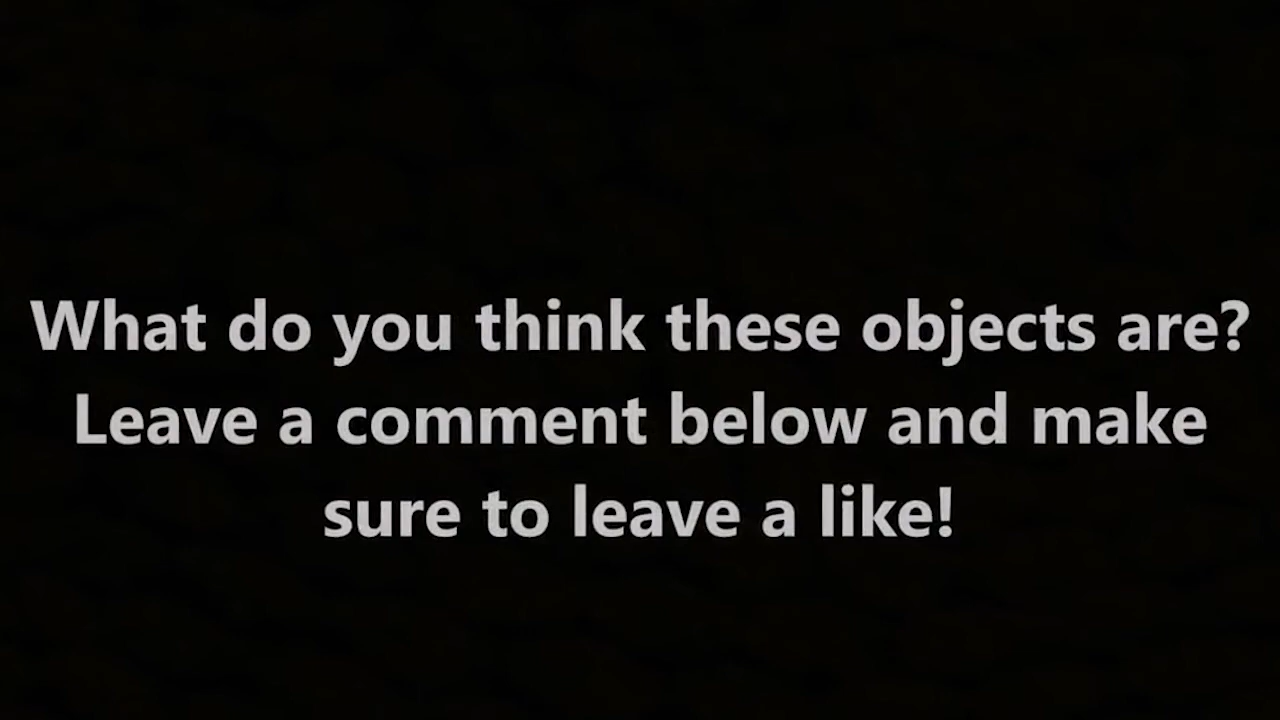 What do you think these objects are?
Leave a comment below and make
sure to leave a like!